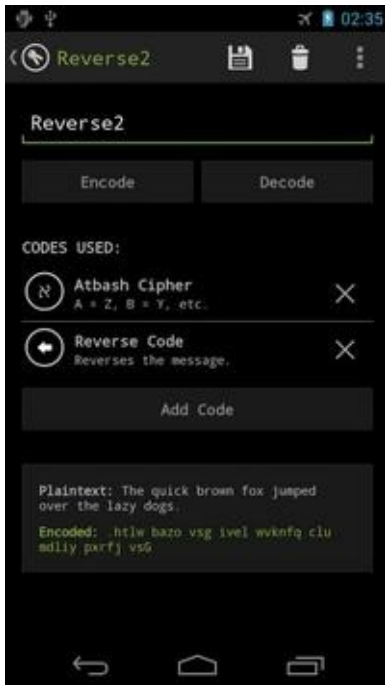 02:35
Reverse2
Reverse2
Encode Decode
CODES USED:
א
Atbash Cipher
A = Z, B = Y, etc.
Reverse Code
Reverses the message.
Add Code
Plaintext: The quick brown fox jumped
over the lazy dogs.
Encoded: .htlw bazo vsg ivel wvknfq clu
mdliy pxrfj vsG